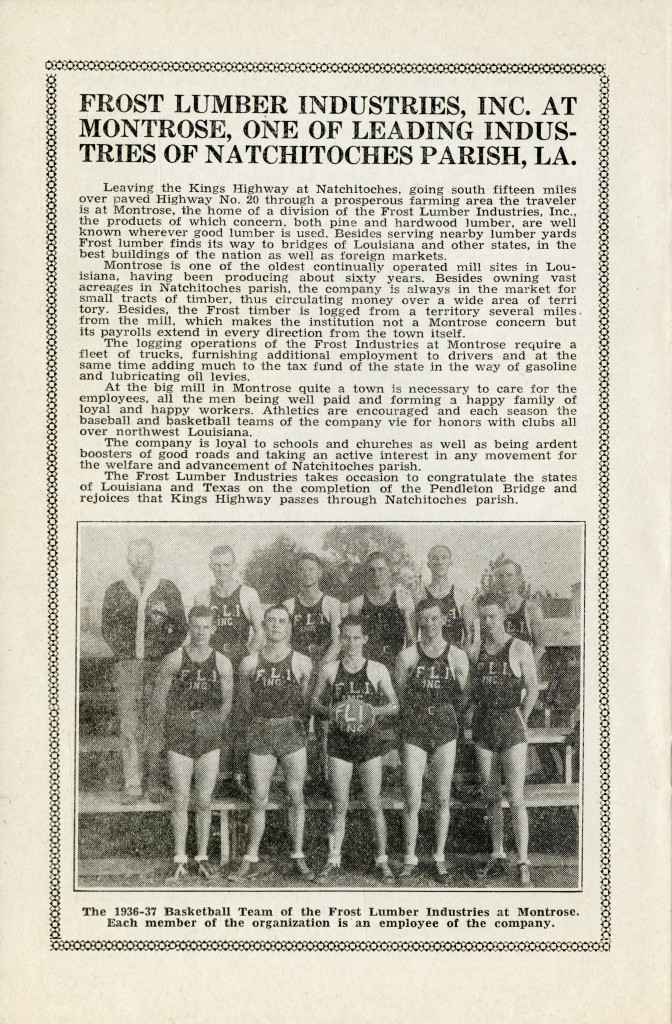 FROST LUMBER INDUSTRIES, INC. AT
MONTROSE, ONE OF LEADING INDUS-
TRIES OF NATCHITOCHES PARISH, LA.
Leaving the Kings Highway at Natchitoches, going south fifteen miles
over paved Highway No. 20 through a prosperous farming area the traveler
is at Montrose, the home of a division of the Frost Lumber Industries, Inc.,
the products of which concern, both pine and hardwood lumber, are well
known wherever good lumber is used. Besides serving nearby lumber yards
Frost lumber finds its way to bridges of Louisiana and other states, in the
best buildings of the nation as well as foreign markets.
Montrose is one of the oldest continually operated mill sites in Lou-
isiana, having been producing about sixty years. Besides owning vast
acreages in Natchitoches parish, the company is always in the market for
small tracts of timber, thus circulating money over a wide area of terri
tory. Besides, the Frost timber is logged from a territory several miles.
from the mill, which makes the institution not a Montrose concern but
its payrolls extend in every direction from the town itself.
The logging operations of the Frost Industries at Montrose require a
fleet of trucks, furnishing additional employment to drivers and at the
same time adding much to the tax fund of the state in the way of gasoline
and lubricating oil levies.
At the big mill in Montrose quite a town is necessary to care for the
employees, all the men being well paid and forming a happy family of
loyal and happy workers. Athletics are encouraged and each season the
baseball and basketball teams of the company vie for honors with clubs all
over northwest Louisiana.
The company is loyal to schools and churches as well as being ardent
boosters of good roads and taking an active interest in any movement for
the welfare and advancement of Natchitoches parish.
The Frost Lumber Industries takes occasion to congratulate the states
of Louisiana and Texas on the completion of the Pendleton Bridge and
rejoices that Kings Highway passes through Natchitoches parish.
F.L.I.
INC.
F.L.I.
F.L.I.
INC.
F.L.I.
INC.
F.L.I.
FLI
INC
F.L.I.
INC.
F.L.I.
INC.
The 1936-37 Basketball Team of the Frost Lumber Industries at Montrose.
Each member of the organization is an employee of the company.